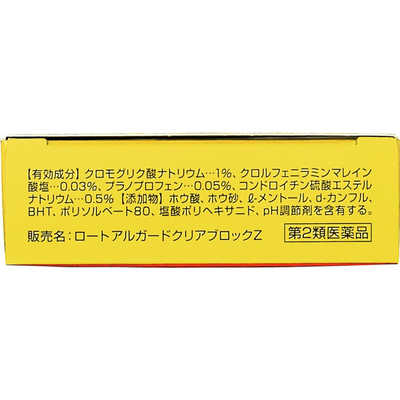 【有効成分】クロモグリク酸ナトリウム…1%、クロルフェニラミンマレイン
酸塩…0.03%、プラノプロフェン…0.05%、コンドロイチン硫酸エステル
ナトリウム…0.5%【添加物】ホウ酸、ホウ砂、ℓ-メントール、d-カンフル、
BHT、ポリソルベート80、塩酸ポリヘキサニド、pH調節剤を含有する。
販売名：ロートアルガードクリアブロックZ 第2類医薬品